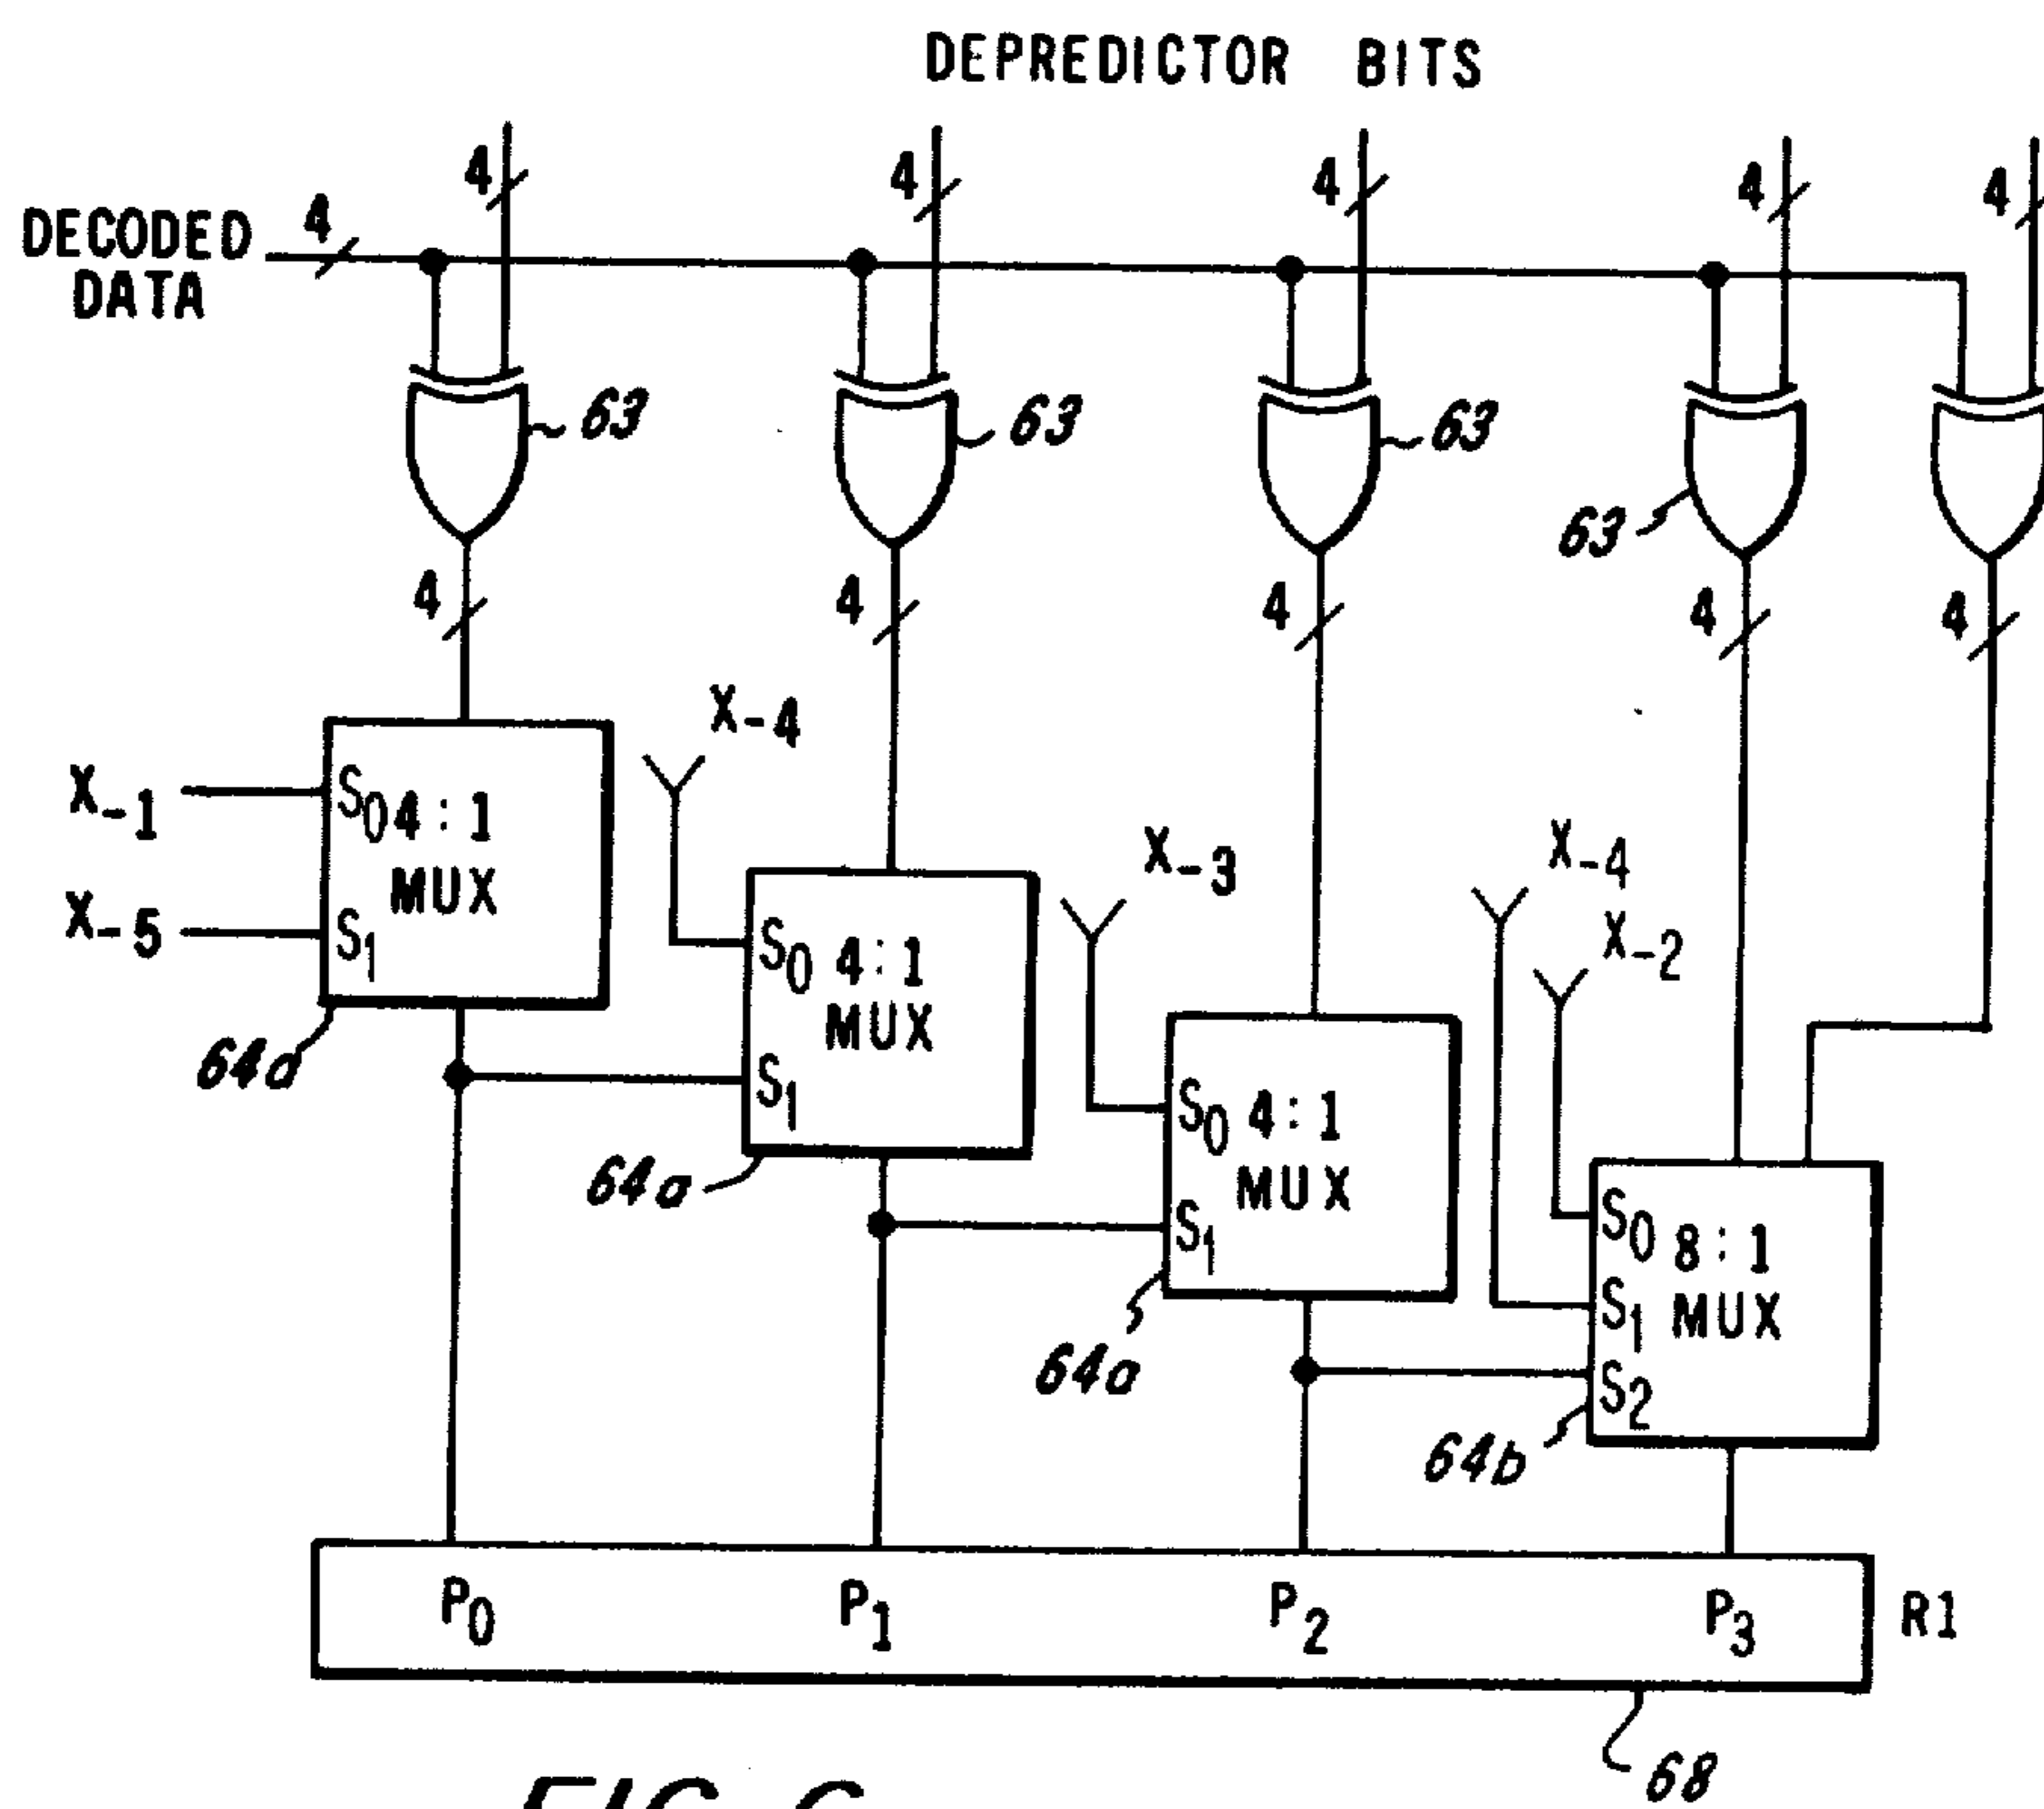 DEPREDICTOR BITS
4 4 4 4 4
DECODED DATA
4
63 63 63 63
4 4 4 4 4
X-4
X-1 S0 4:1 MUX
X-5 S1
64a
X-3
S0 4:1 MUX
S1
64a
X-4
X-2
S0 4:1 MUX
S1
64a
S0 8:1 MUX
S1
S2
64b
P0 P1 P2 P3 R1
68